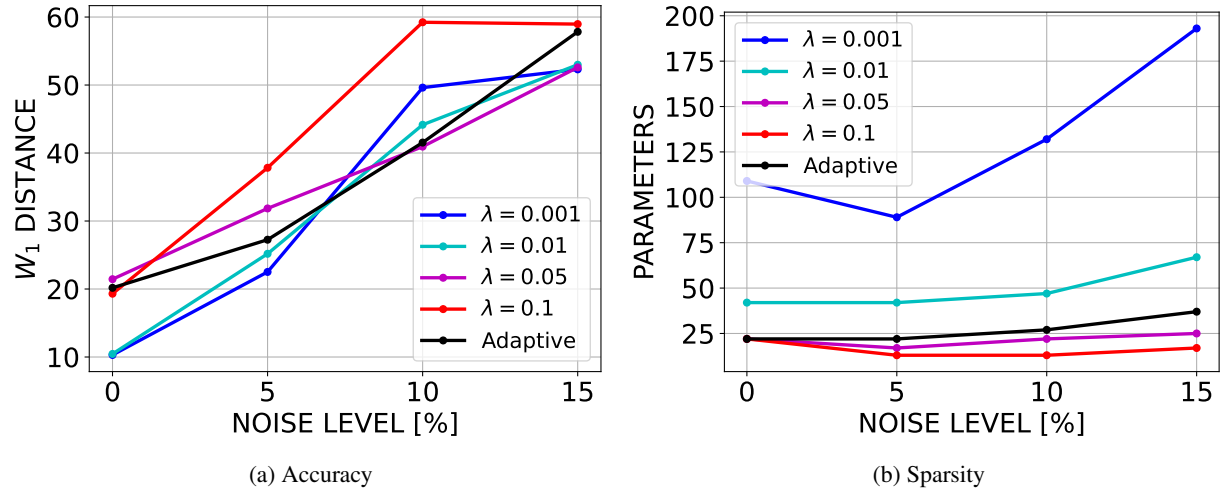 60
50
40
30
20
10
W₁ DISTANCE
0 5 10 15
NOISE LEVEL [%]
λ = 0.001
λ = 0.01
λ = 0.05
λ = 0.1
Adaptive
(a) Accuracy
200
175
150
125
100
75
50
25
PARAMETERS
λ = 0.001
λ = 0.01
λ = 0.05
λ = 0.1
Adaptive
0 5 10 15
NOISE LEVEL [%]
(b) Sparsity